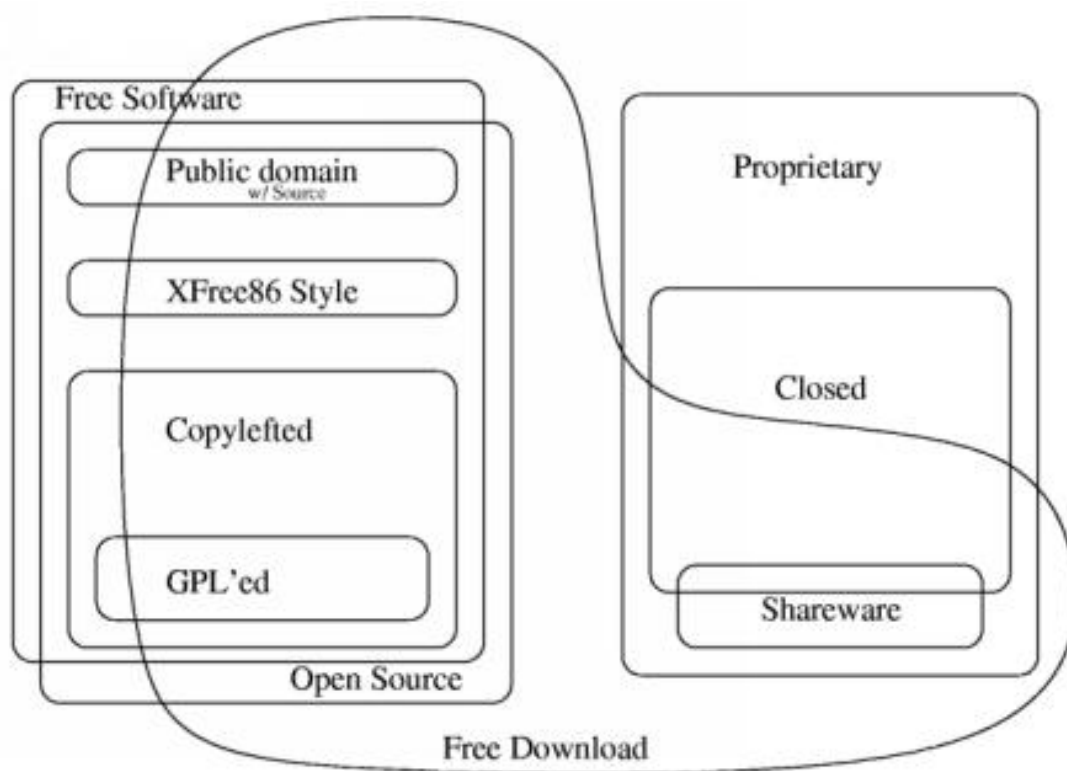 Free Software
Public domain
w/ Source
XFree86 Style
Copylefted
GPL'ed
Open Source
Proprietary
Closed
Shareware
Free Download